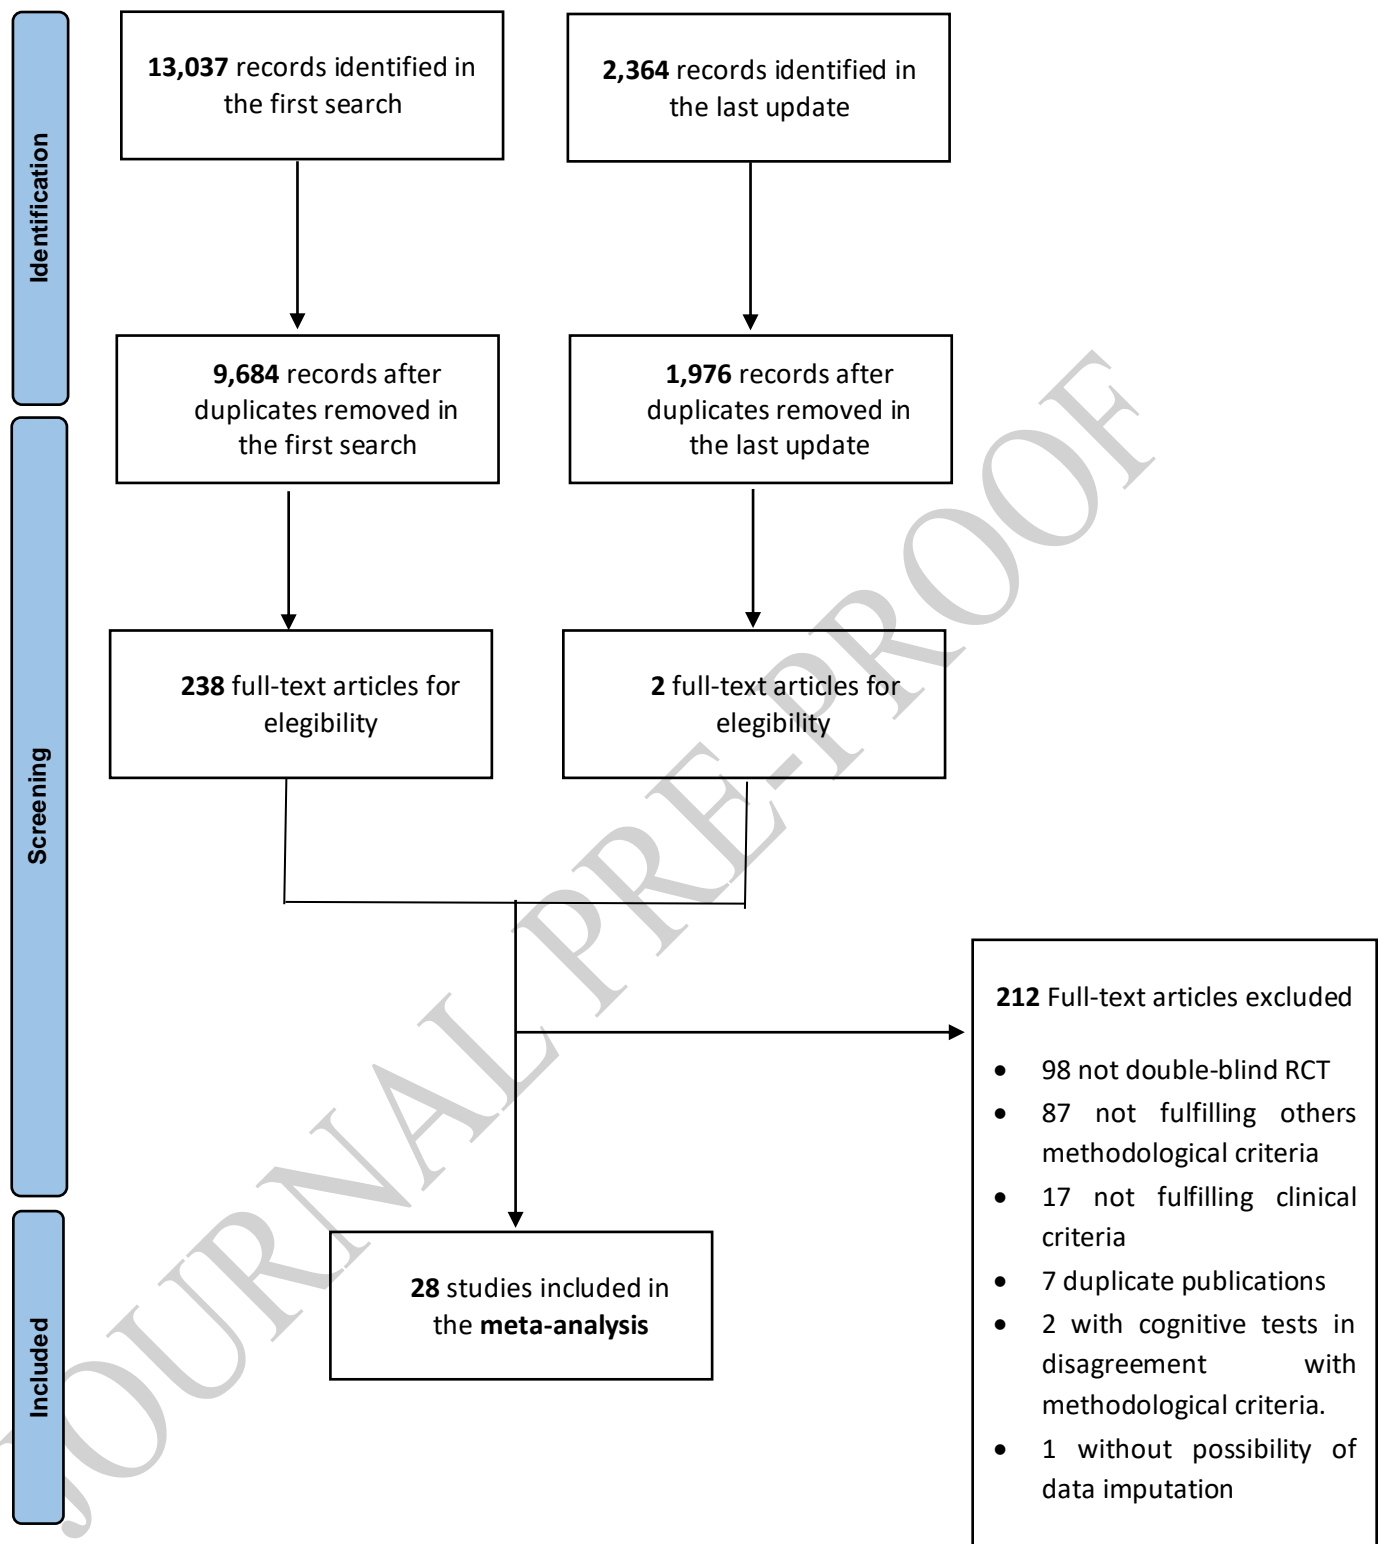 Identification
13,037 records identified in
the first search
2,364 records identified in
the last update
9,684 records after
duplicates removed in
the first search
1,976 records after
duplicates removed in
the last update
Screening
238 full-text articles for
elegibility
2 full-text articles for
elegibility
212 Full-text articles excluded
• 98 not double-blind RCT
• 87 not fulfilling others
methodological criteria
• 17 not fulfilling clinical
criteria
• 7 duplicate publications
• 2 with cognitive tests in
disagreement with
methodological criteria.
• 1 without possibility of
data imputation
Included
28 studies included in
the meta-analysis
JOURNAL PRE-PROOF